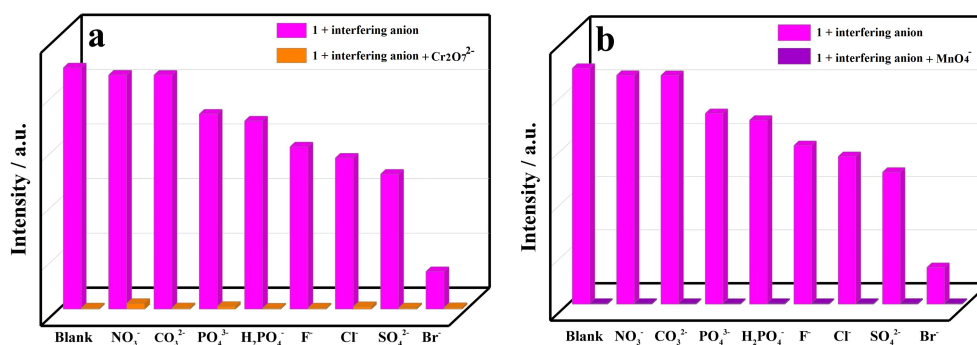 a
1 + interfering anion
1 + interfering anion + Cr2O7²⁻
Intensity / a.u.
Blank NO₃⁻ CO₃²⁻ PO₄³⁻ H₂PO₄⁻ F⁻ Cl⁻ SO₄²⁻ Br⁻
b
1 + interfering anion
1 + interfering anion + MnO₄⁻
Intensity / a.u.
Blank NO₃⁻ CO₃²⁻ PO₄³⁻ H₂PO₄⁻ F⁻ Cl⁻ SO₄²⁻ Br⁻